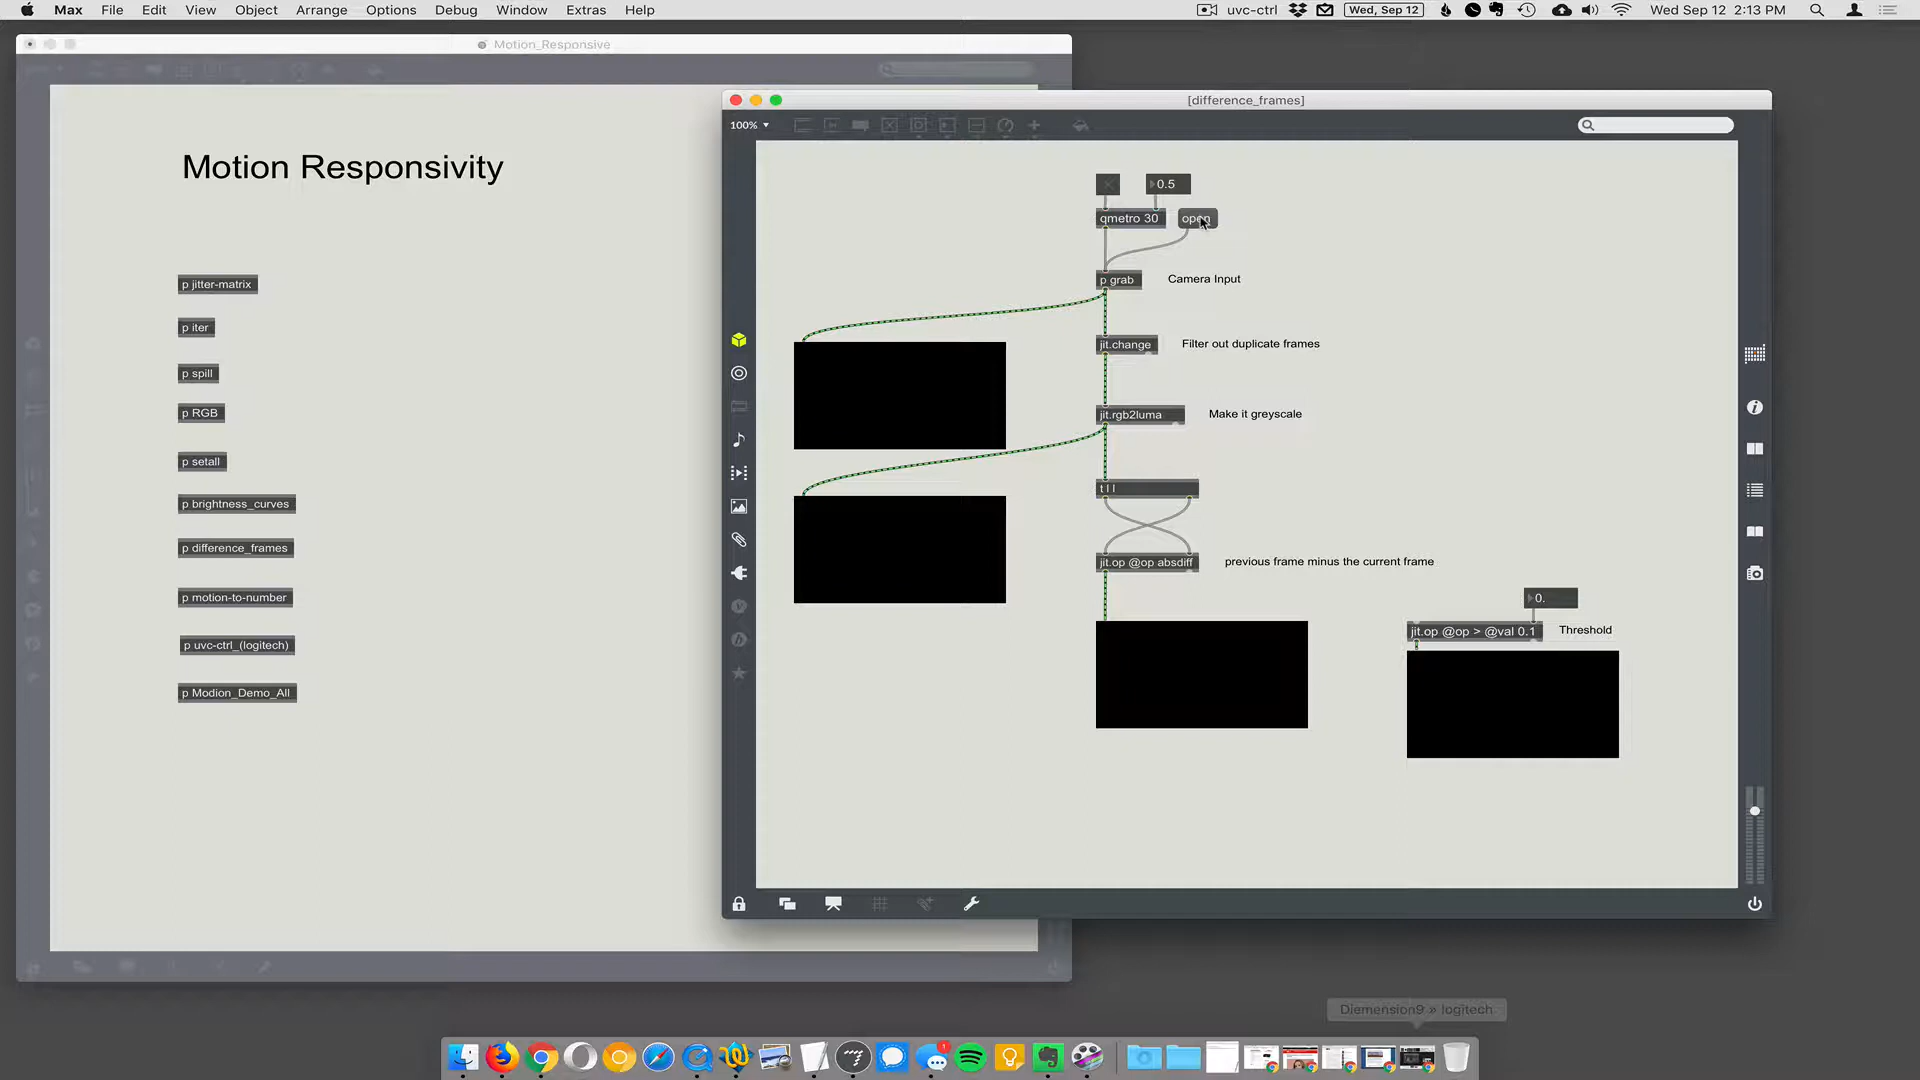 Max File Edit View Object Arrange Options Debug Window Extras Help
uvc-ctrl Wed, Sep 12 Wed Sep 12 2:13 PM
Motion_Responsive
[difference_frames]
100%
Motion Responsivity
0.5
qmetro 30 open
p grab Camera Input
p jitter-matrix
p iter
jit.change Filter out duplicate frames
p spill
p RGB
jit.rgb2luma Make it greyscale
p setall
t l l
p brightness_curves
p difference_frames
jit.op @op absdiff previous frame minus the current frame
p motion-to-number
0.
jit.op @op > @val 0.1 Threshold
p uvc-ctrl_(logitech)
p Modion_Demo_All
Diemension9 » logitech
1